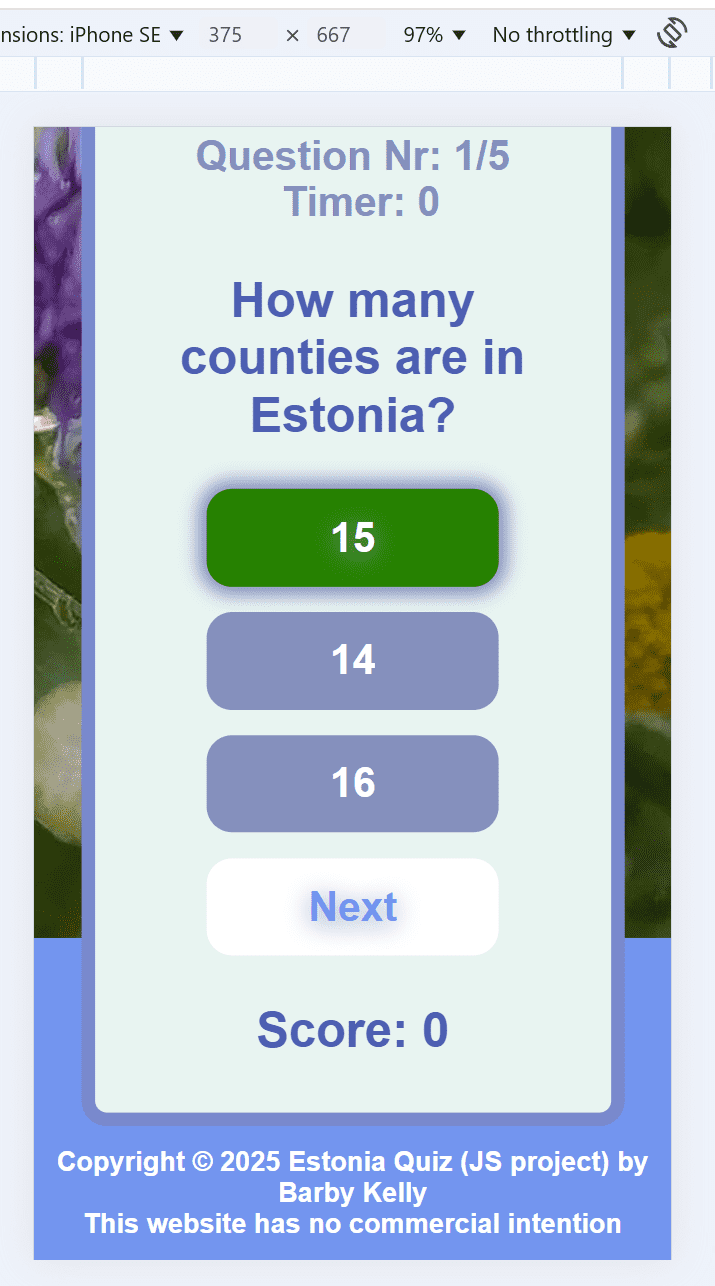 nsions: iPhone SE ▼ 375 × 667 97% ▼ No throttling ▼
Question Nr: 1/5
Timer: 0
How many
counties are in
Estonia?
15
14
16
Next
Score: 0
Copyright © 2025 Estonia Quiz (JS project) by
Barby Kelly
This website has no commercial intention